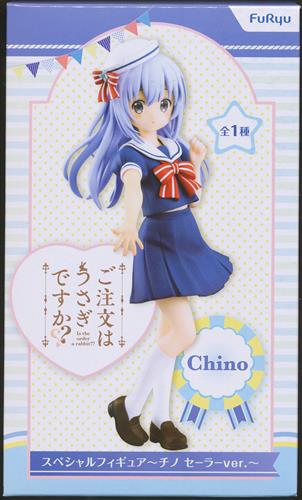 FuRyu
全1種
ご注文は
うさぎ
ですか?
Is the order
a rabbit??
Chino
スペシャルフィギュア～チノ セーラーver.～